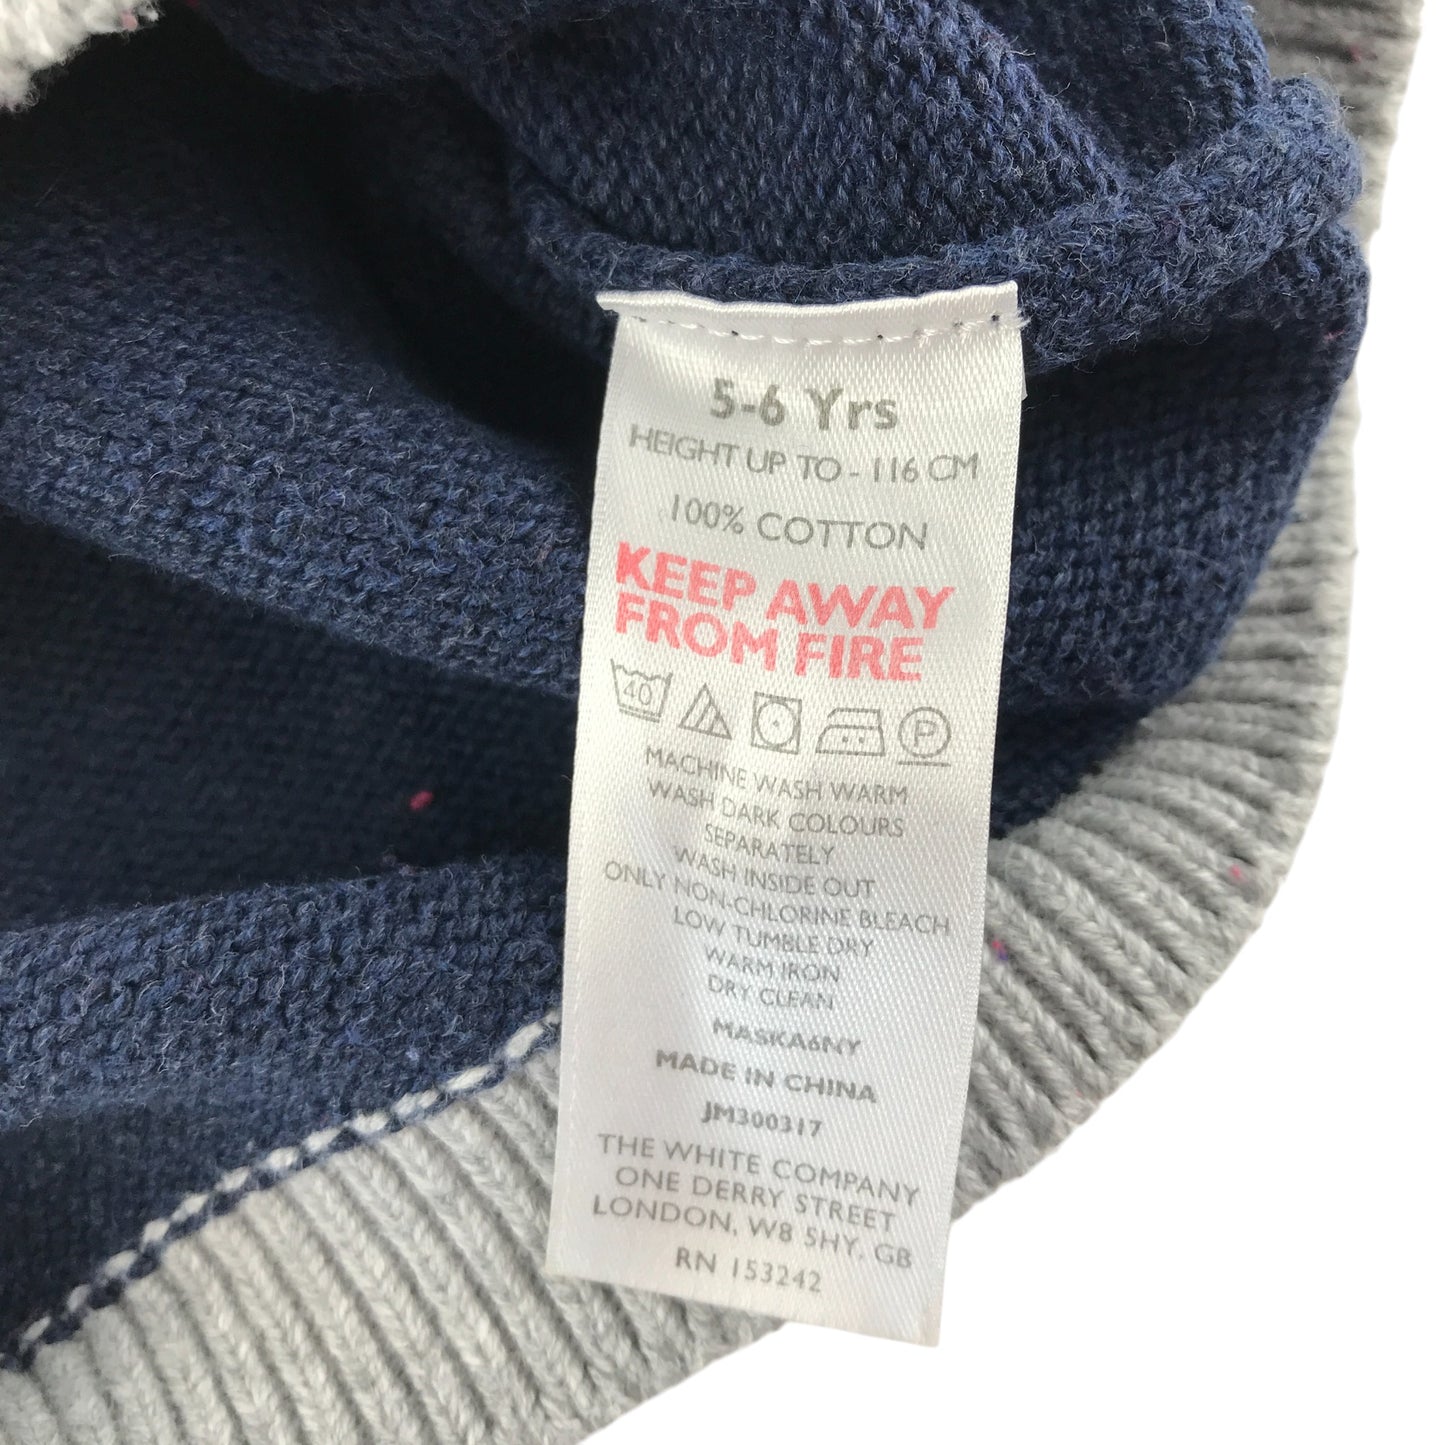 5-6 Yrs
HEIGHT UP TO - 116 CM
100% COTTON
KEEP AWAY
FROM FIRE
40 P
MACHINE WASH WARM
WASH DARK COLOURS
SEPARATELY
WASH INSIDE OUT
ONLY NON-CHLORINE BLEACH
LOW TUMBLE DRY
WARM IRON
DRY CLEAN
MASKA6NY
MADE IN CHINA
JM300317
THE WHITE COMPANY
ONE DERRY STREET
LONDON, W8 5HY, GB
RN 153242